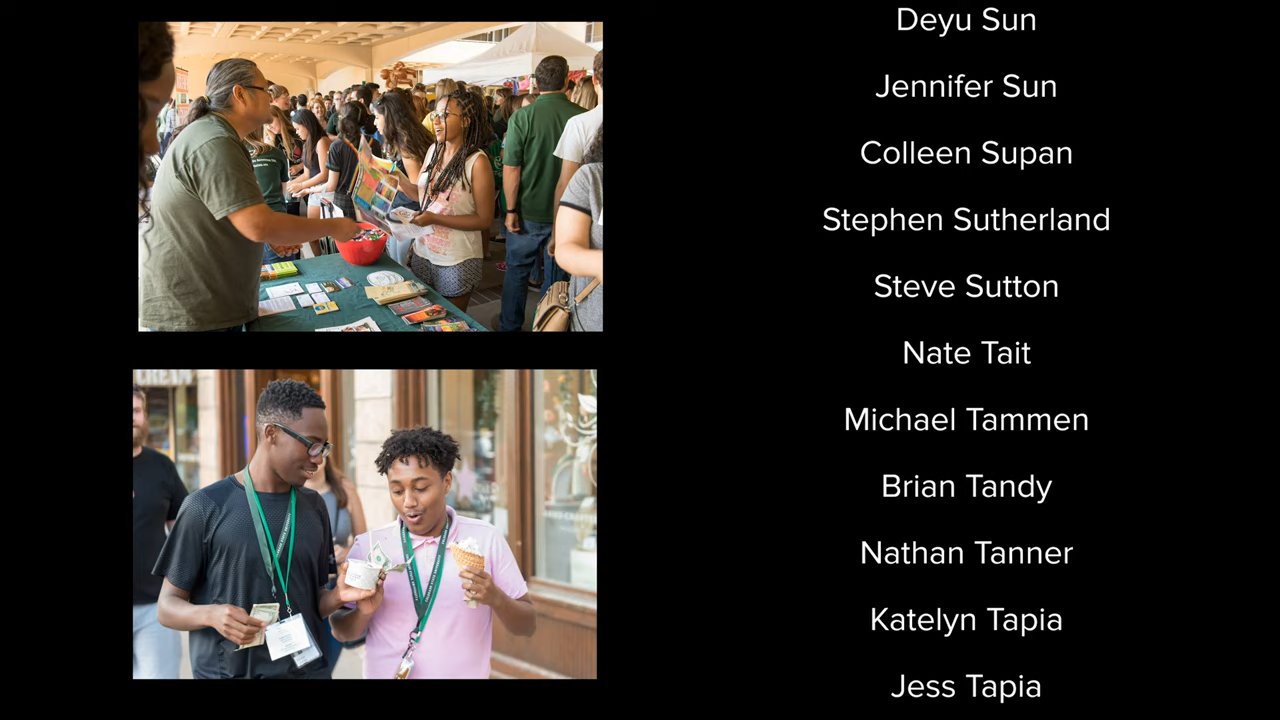 Deyu Sun
Jennifer Sun
Colleen Supan
Stephen Sutherland
Steve Sutton
Nate Tait
Michael Tammen
Brian Tandy
Nathan Tanner
Katelyn Tapia
Jess Tapia